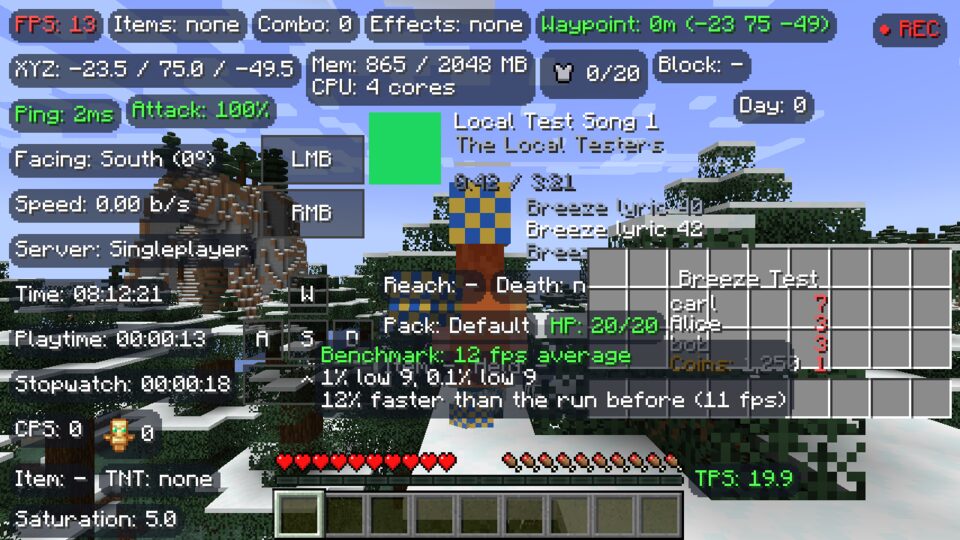 FPS: 13
Items: none
Combo: 0
Effects: none
Waypoint: 0m (-23 75 -49)
● REC
XYZ: -23.5 / 75.0 / -49.5
Mem: 865 / 2048 MB
CPU: 4 cores
0/20
Block: -
Ping: 2ms
Attack: 100%
Day: 0
Local Test Song 1
The Local Testers
0:42 / 3:21
Facing: South (0°)
LMB
Speed: 0.00 b/s
RMB
Breeze lyric 42
Server: Singleplayer
Breeze Test
Time: 08:12:21
W
Reach: -
Death: n
carl 7
Alice 3
bob 3
Coins: 1,250 1
Pack: Default
HP: 20/20
Playtime: 00:00:13
A
S
D
Benchmark: 12 fps average
1% low 9, 0.1% low 9
12% faster than the run before (11 fps)
Stopwatch: 00:00:18
CPS: 0
0
Item: -
TNT: none
TPS: 19.9
Saturation: 5.0